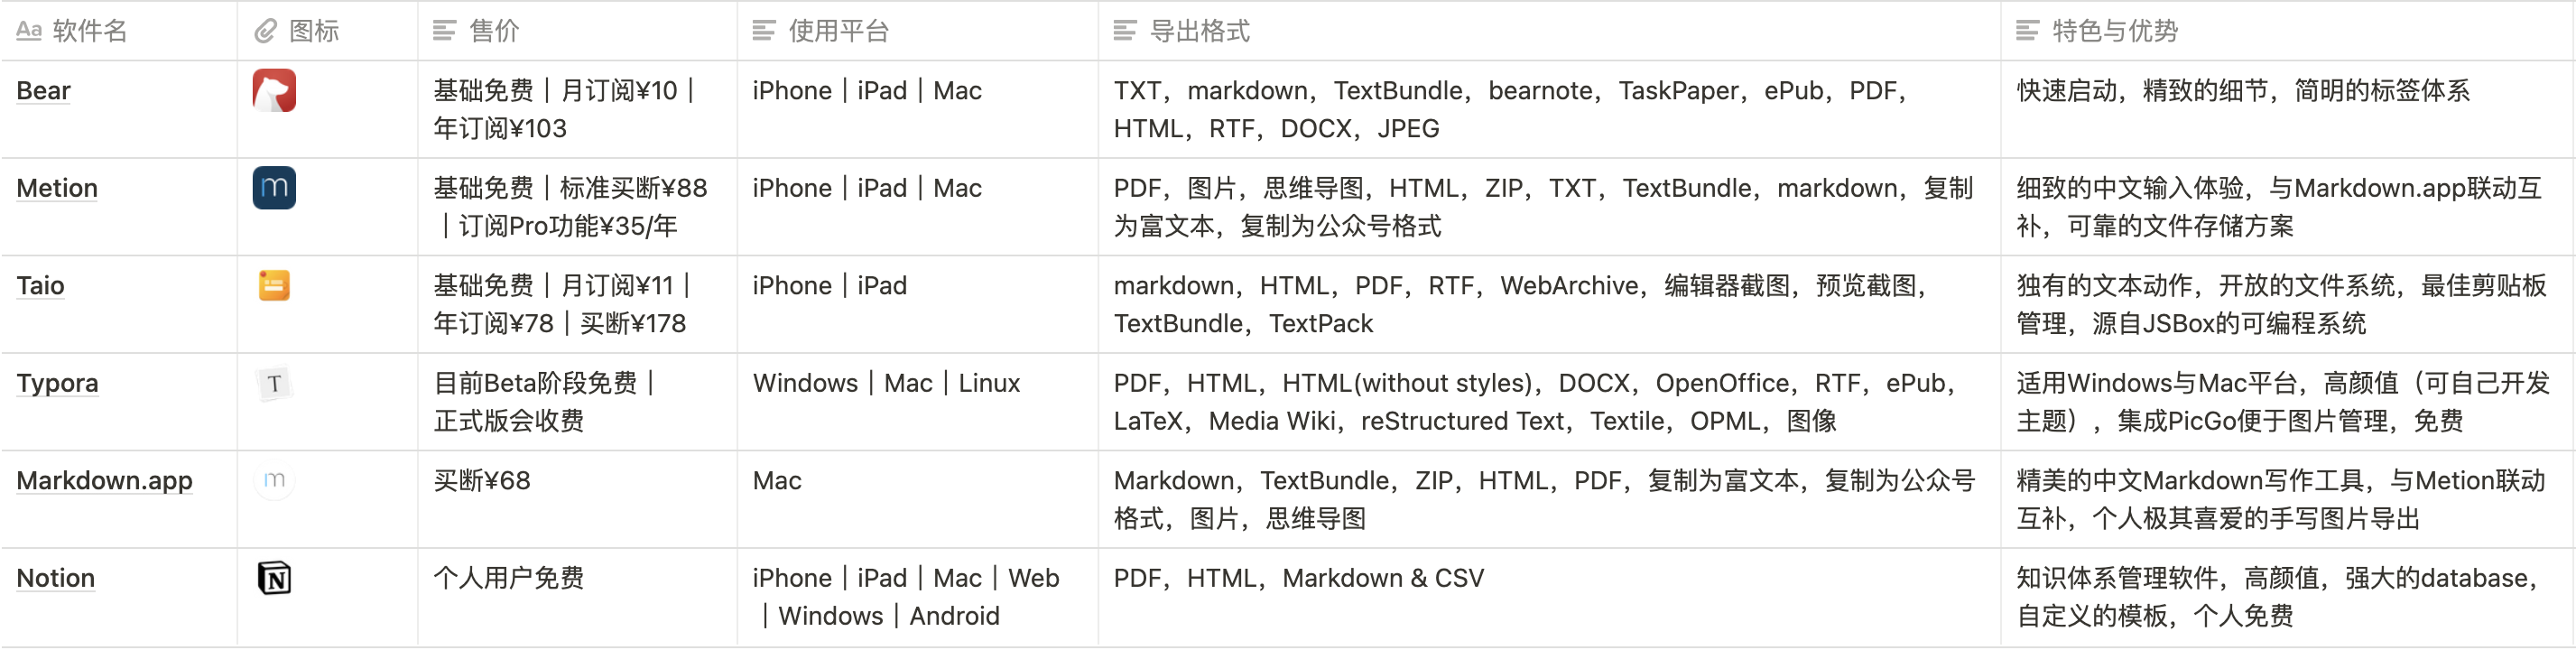 Aa 软件名 图标 售价 使用平台 导出格式 特色与优势
Bear 基础免费｜月订阅¥10｜ iPhone｜iPad｜Mac TXT，markdown，TextBundle，bearnote，TaskPaper，ePub，PDF， 快速启动，精致的细节，简明的标签体系
年订阅¥103 HTML，RTF，DOCX，JPEG
Metion m 基础免费｜标准买断¥88 iPhone｜iPad｜Mac PDF，图片，思维导图，HTML，ZIP，TXT，TextBundle，markdown，复制 细致的中文输入体验，与Markdown.app联动互
｜订阅Pro功能¥35/年 为富文本，复制为公众号格式 补，可靠的文件存储方案
Taio 基础免费｜月订阅¥11｜ iPhone｜iPad markdown，HTML，PDF，RTF，WebArchive，编辑器截图，预览截图， 独有的文本动作，开放的文件系统，最佳剪贴板
年订阅¥78｜买断¥178 TextBundle，TextPack 管理，源自JSBox的可编程系统
Typora T 目前Beta阶段免费｜ Windows｜Mac｜Linux PDF，HTML，HTML(without styles)，DOCX，OpenOffice，RTF，ePub， 适用Windows与Mac平台，高颜值（可自己开发
正式版会收费 LaTeX，Media Wiki，reStructured Text，Textile，OPML，图像 主题），集成PicGo便于图片管理，免费
Markdown.app m 买断¥68 Mac Markdown，TextBundle，ZIP，HTML，PDF，复制为富文本，复制为公众号 精美的中文Markdown写作工具，与Metion联动
格式，图片，思维导图 互补，个人极其喜爱的手写图片导出
Notion N 个人用户免费 iPhone｜iPad｜Mac｜Web PDF，HTML，Markdown & CSV 知识体系管理软件，高颜值，强大的database，
｜Windows｜Android 自定义的模板，个人免费